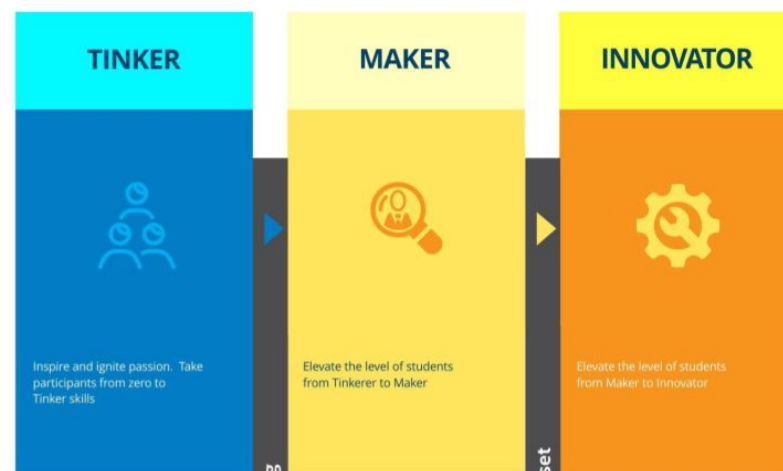 TINKER
MAKER
INNOVATOR
Inspire and ignite passion.  Take
participants from zero to
Tinker skills
Elevate the level of students
from Tinkerer to Maker
Elevate the level of students
from Maker to Innovator